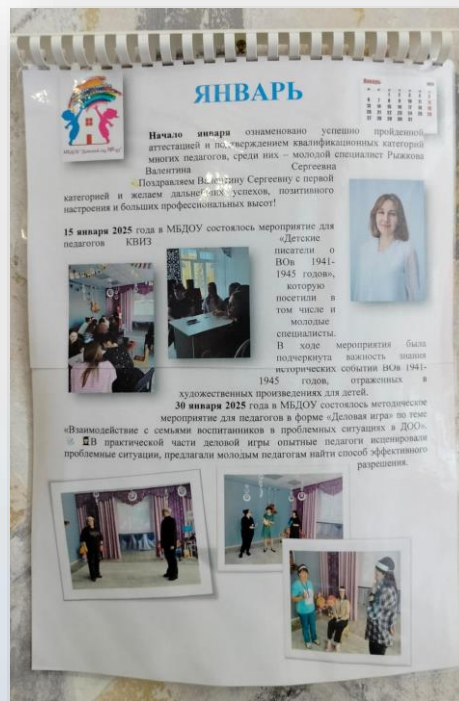 ЯНВАРЬ
Начало января ознаменовано успешно пройденной
аттестацией и подтверждением квалификационных категорий
многих педагогов, среди них – молодой специалист Рыжкова
Валентина Сергеевна
Поздравляем Валентину Сергеевну с первой
категорией и желаем дальнейших успехов, позитивного
настроения и больших профессиональных высот!
15 января 2025 года в МБДОУ состоялось мероприятие для
педагогов КВИЗ «Детские
писатели о
ВОв 1941-
1945 годов»,
которую
посетили в
том числе и
молодые
специалисты.
В ходе мероприятия была
подчеркнута важность знания
исторических событий ВОв 1941-
1945 годов, отраженных в
художественных произведениях для детей.
30 января 2025 года в МБДОУ состоялось методическое
мероприятие для педагогов в форме «Деловая игра» по теме
«Взаимодействие с семьями воспитанников в проблемных ситуациях в ДОО».
В практической части деловой игры опытные педагоги исценировали
проблемные ситуации, предлагали молодым педагогам найти способ эффективного
разрешения.